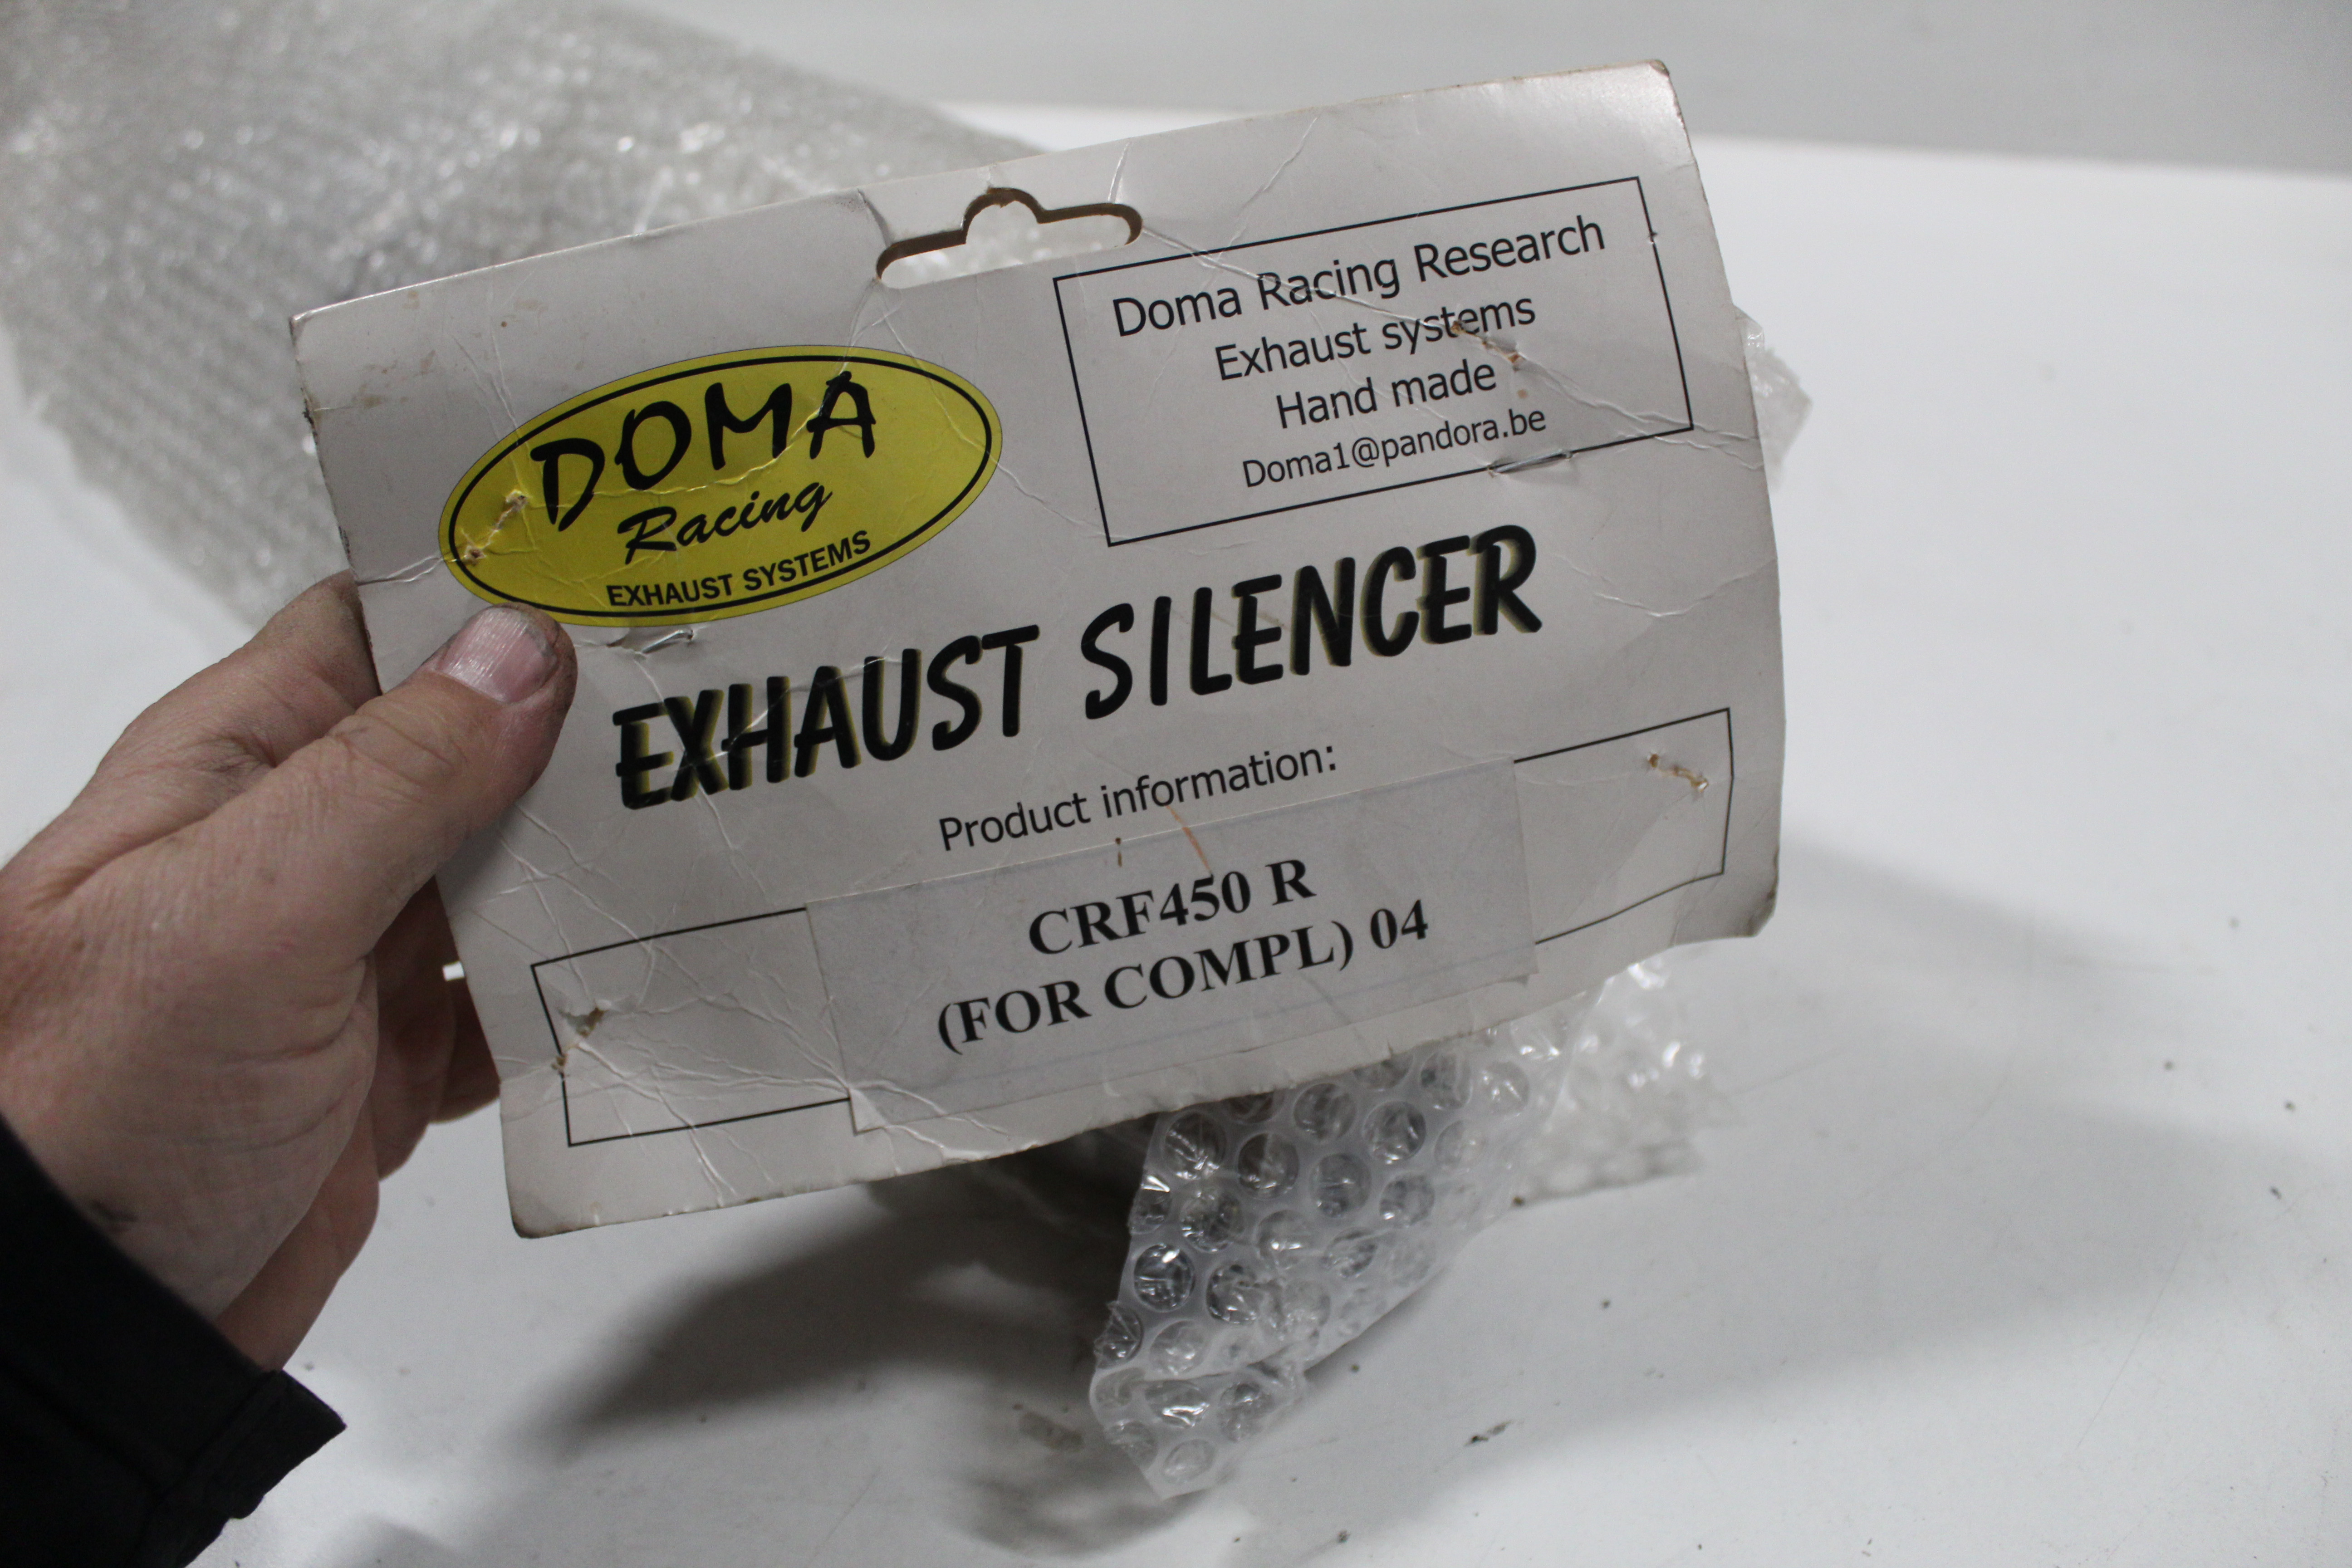 DOMA
Racing
EXHAUST SYSTEMS
Doma Racing Research
Exhaust systems
Hand made
Doma1@pandora.be
EXHAUST SILENCER
Product information:
CRF450 R
(FOR COMPL) 04